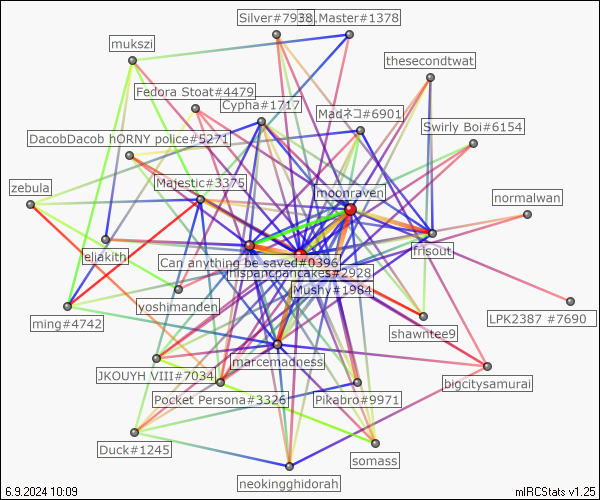 Silver#7938
Master#1378
mukszi
thesecondtwat
Fedora Stoat#4479
Cypha#1717
Madネコ#6901
Swirly Boi#6154
DacobDacob hORNY police#5271
Majestic#3375
zebula
moonraven
normalwan
eliakith
Can anything be saved#0396
frisout
hispanicpancakes#2928
Mushy#1984
yoshimanden
ming#4742
shawntee9
LPK2387 #7690
marcemadness
JKOUYH VIII#7034
bigcitysamurai
Pocket Persona#3326
Pikabro#9971
Duck#1245
somass
neokingghidorah
6.9.2024 10:09
mIRCStats v1.25